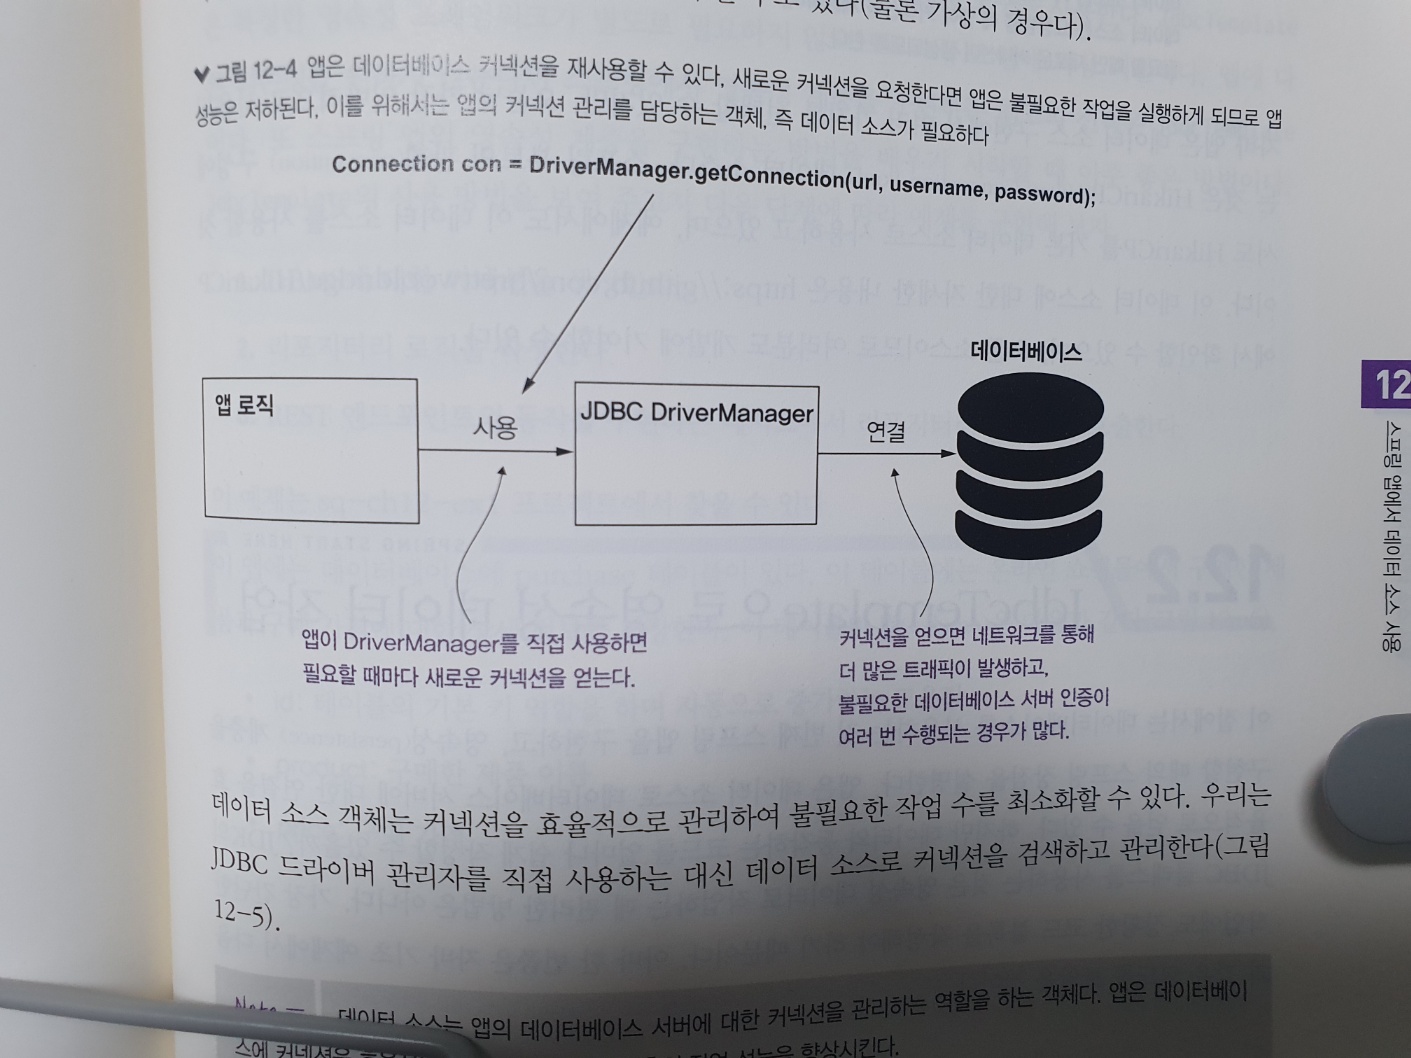 있다(물론 가상의 경우다).
그림 12-4 앱은 데이터베이스 커넥션을 재사용할 수 있다, 새로운 커넥션을 요청한다면 앱은 불필요한 작업을 실행하게 되므로 앱
성능은 저하된다, 이를 위해서는 앱의 커넥션 관리를 담당하는 객체, 즉 데이터 소스가 필요하다
Connection con = DriverManager.getConnection(url, username, password);
데이터베이스
앱 로직
사용
JDBC DriverManager
연결
앱이 DriverManager를 직접 사용하면
필요할 때마다 새로운 커넥션을 얻는다.
커넥션을 얻으면 네트워크를 통해
더 많은 트래픽이 발생하고,
불필요한 데이터베이스 서버 인증이
여러 번 수행되는 경우가 많다.
12
스프링 앱에서 데이터 소스 사용
데이터 소스 객체는 커넥션을 효율적으로 관리하여 불필요한 작업 수를 최소화할 수 있다. 우리는
JDBC 드라이버 관리자를 직접 사용하는 대신 데이터 소스로 커넥션을 검색하고 관리한다(그림
12-5).
Note 데이터 소스는 앱의 데이터베이스 서버에 대한 커넥션을 관리하는 역할을 하는 객체다. 앱은 데이터베이
스에 커넥션을 작업 성능을 향상시킨다.